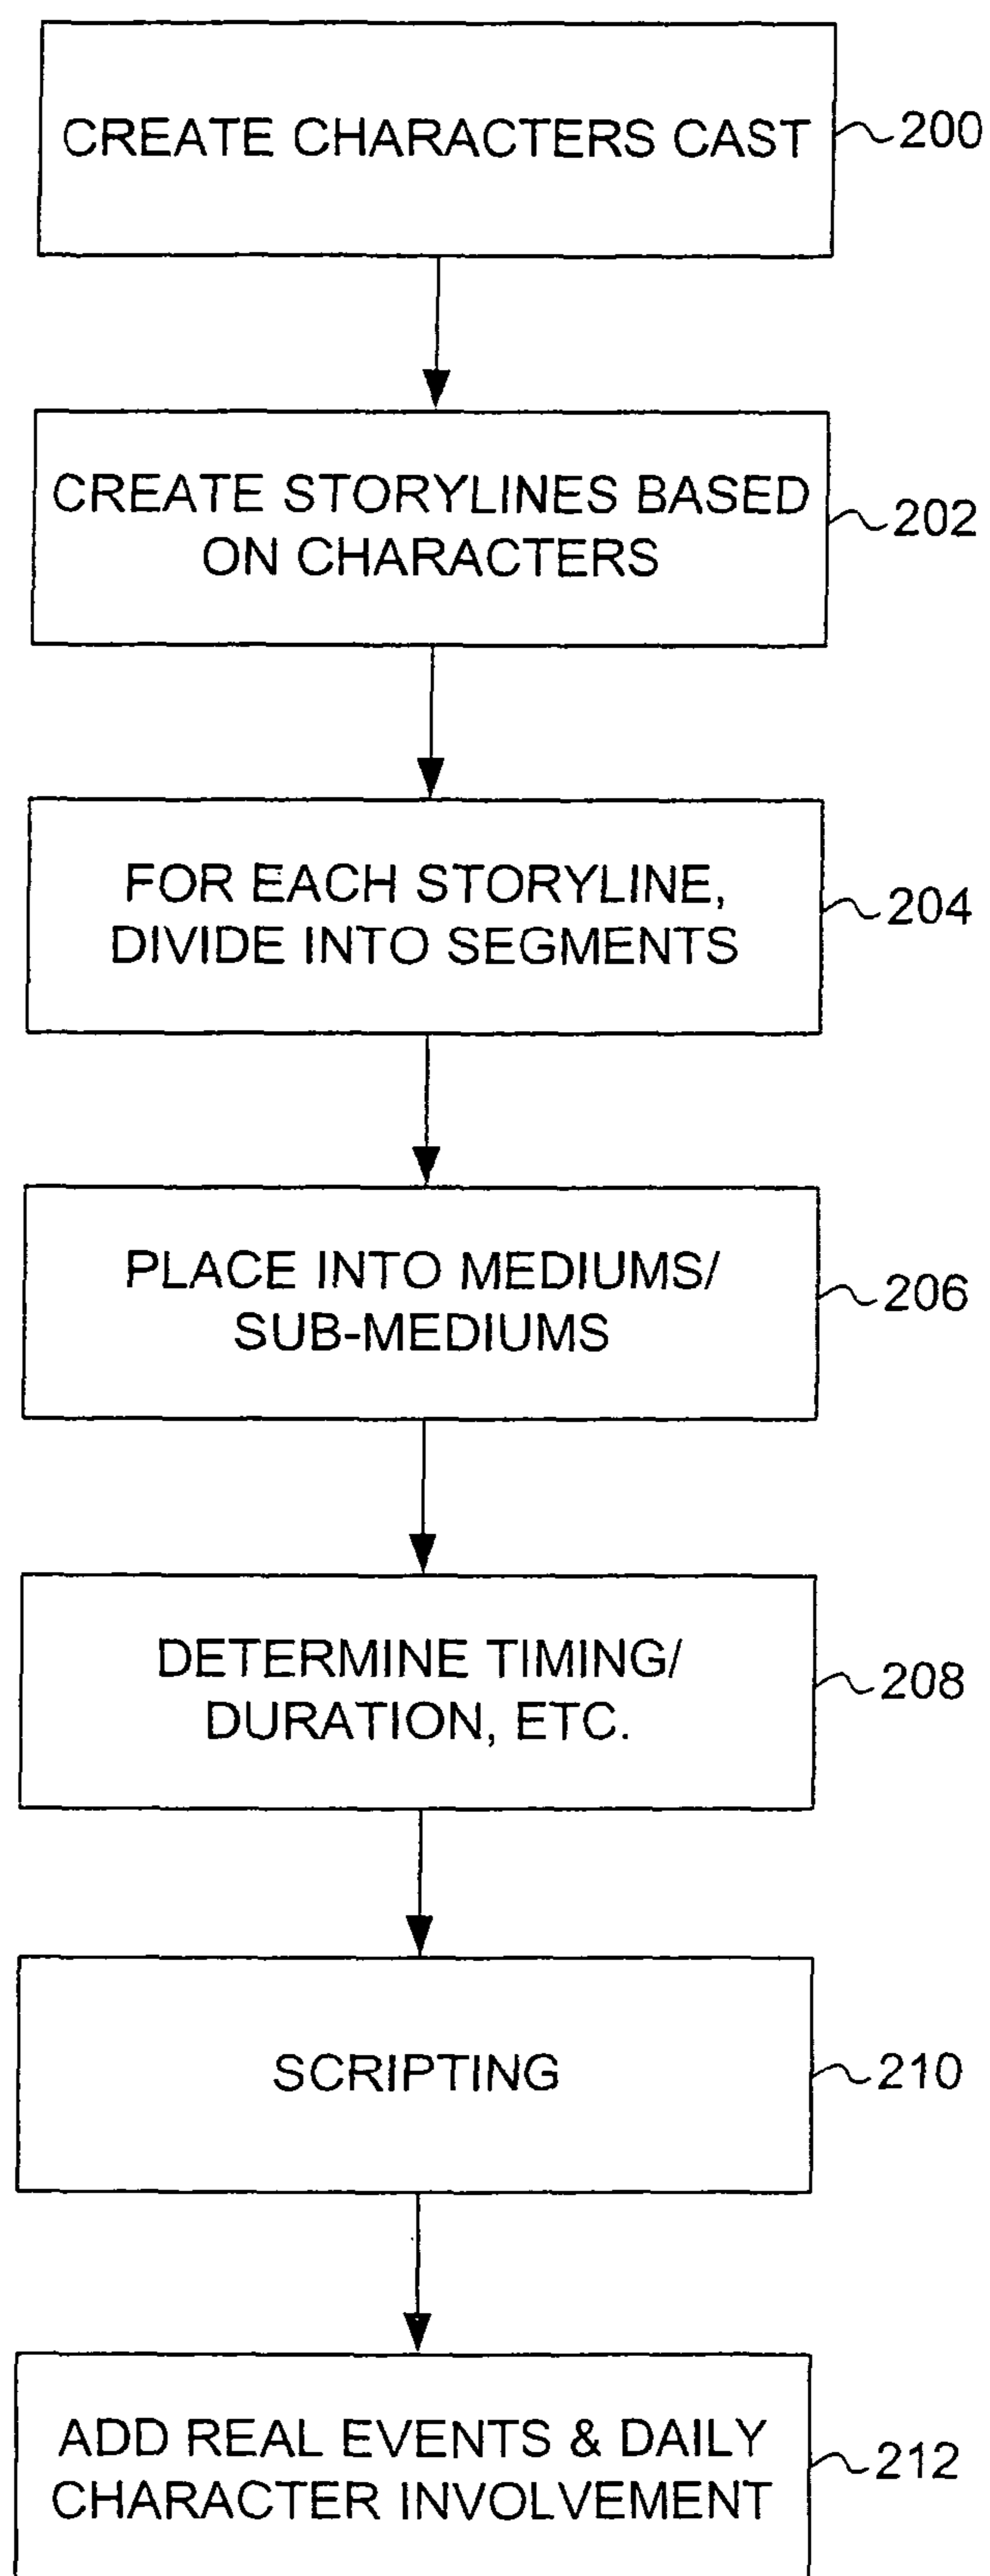 CREATE CHARACTERS CAST
200
CREATE STORYLINES BASED
ON CHARACTERS
202
FOR EACH STORYLINE,
DIVIDE INTO SEGMENTS
204
PLACE INTO MEDIUMS/
SUB-MEDIUMS
206
DETERMINE TIMING/
DURATION, ETC.
208
SCRIPTING
210
ADD REAL EVENTS & DAILY
CHARACTER INVOLVEMENT
212